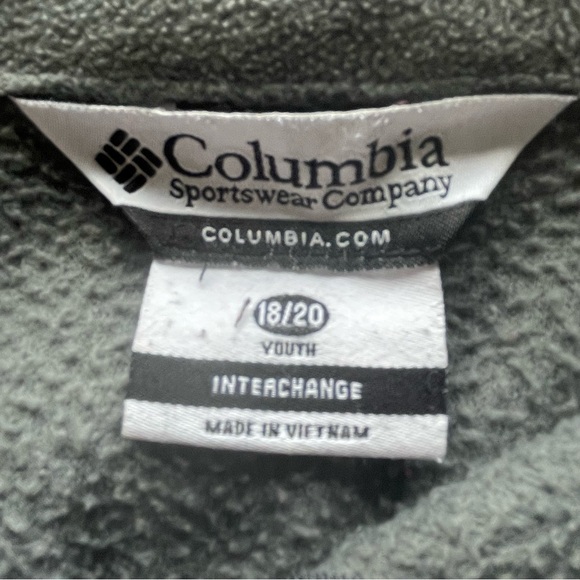 Columbia
Sportswear Company
COLUMBIA.COM
18/20
YOUTH
INTERCHANGE
MADE IN VIETNAM